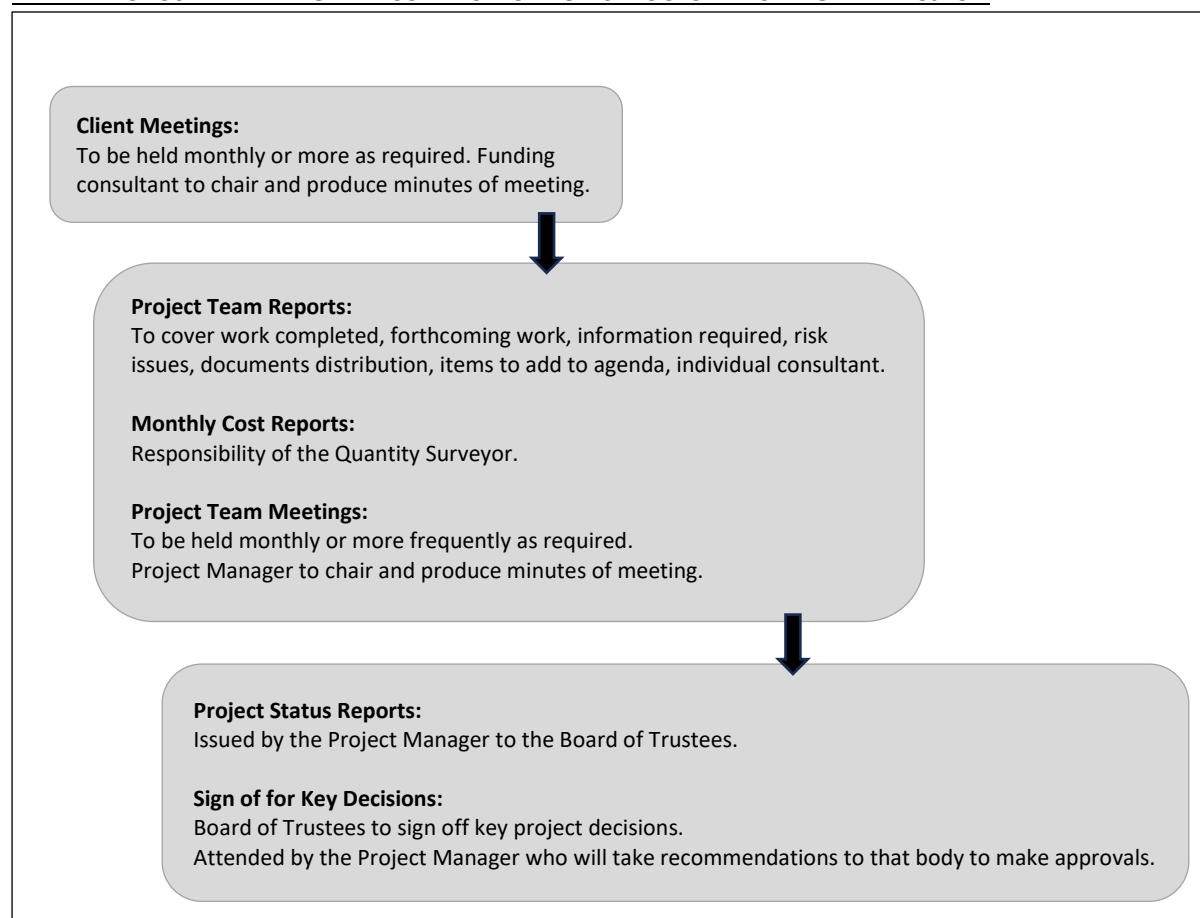 Client Meetings:
To be held monthly or more as required. Funding
consultant to chair and produce minutes of meeting.
Project Team Reports:
To cover work completed, forthcoming work, information required, risk
issues, documents distribution, items to add to agenda, individual consultant.
Monthly Cost Reports:
Responsibility of the Quantity Surveyor.
Project Team Meetings:
To be held monthly or more frequently as required.
Project Manager to chair and produce minutes of meeting.
Project Status Reports:
Issued by the Project Manager to the Board of Trustees.
Sign of for Key Decisions:
Board of Trustees to sign off key project decisions.
Attended by the Project Manager who will take recommendations to that body to make approvals.